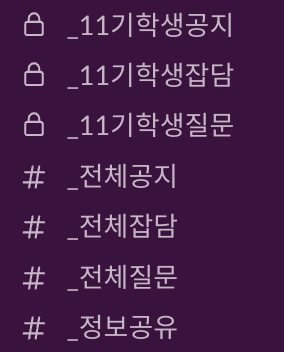 _11기학생공지
_11기학생잡담
_11기학생질문
# _전체공지
# _전체잡담
# _전체질문
# _정보공유